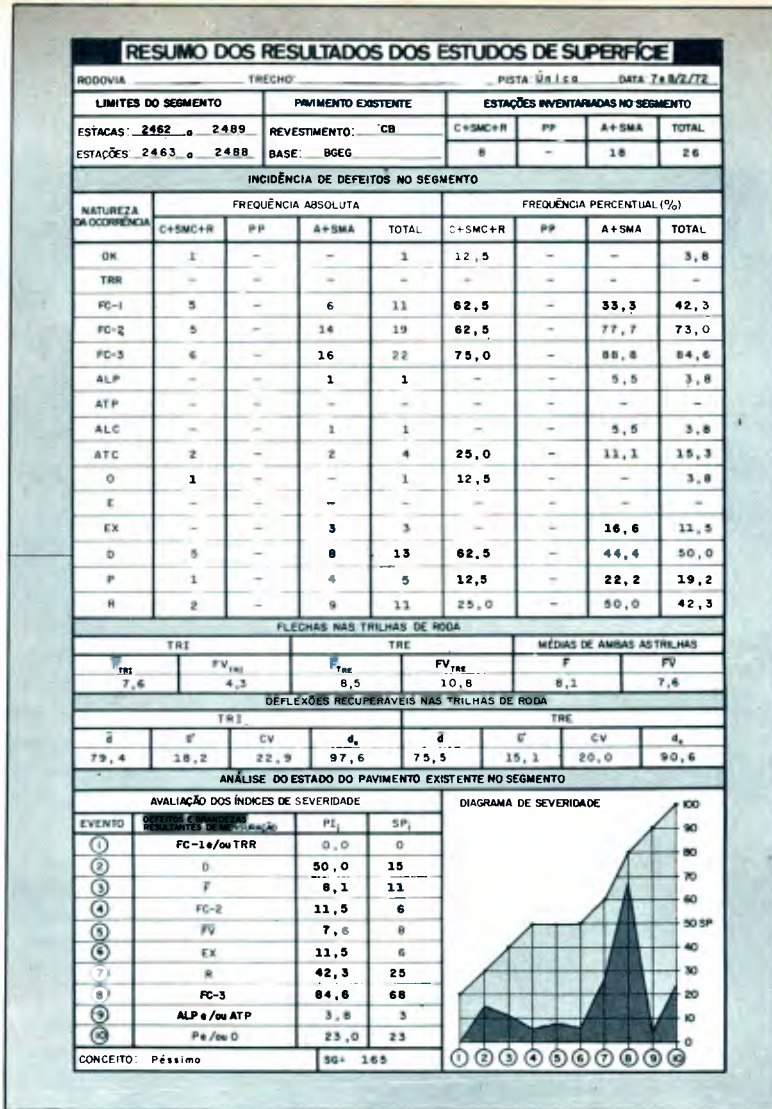 RESUMO DOS RESULTADOS DOS ESTUDOS DE SUPERFÍCIE
RODOVIA TRECHO: PISTA Única DATA 7e8/2/72
LIMITES DO SEGMENTO PAVIMENTO EXISTENTE ESTAÇÕES INVENTARIADAS NO SEGMENTO
ESTACAS: 2462 a 2489 REVESTIMENTO: CB C+SMC+R PP A+SMA TOTAL
ESTAÇÕES: 2463 a 2488 BASE: BGEG 8 – 18 26
INCIDÊNCIA DE DEFEITOS NO SEGMENTO
NATUREZA DA OCORRÊNCIA FREQUÊNCIA ABSOLUTA FREQUÊNCIA PERCENTUAL (%)
C+SMC+R PP A+SMA TOTAL C+SMC+R PP A+SMA TOTAL
OK 1 – – 1 12,5 – – 3,8
TRR – – – – – – – –
FC-1 5 – 6 11 62,5 – 33,3 42,3
FC-2 5 – 14 19 62,5 – 77,7 73,0
FC-3 6 – 16 22 75,0 – 88,8 84,6
ALP – – 1 1 – – 5,5 3,8
ATP – – – – – – – –
ALC – – 1 1 – – 5,5 3,8
ATC 2 – 2 4 25,0 – 11,1 15,3
O 1 – – 1 12,5 – – 3,8
E – – – – – – – –
EX – – 3 3 – – 16,6 11,5
D 5 – 8 13 62.5 – 44,4 50,0
P 1 – 4 5 12,5 – 22,2 19,2
R 2 – 9 11 25,0 – 50,0 42,3
FLECHAS NAS TRILHAS DE RODA
TRI TRE MÉDIAS DE AMBAS AS TRILHAS
F̅TRI FVTRI F̅TRE FVTRE F̅ F̅V̅
7,6 4,3 8,5 10,8 8,1 7,6
DEFLEXÕES RECUPERÁVEIS NAS TRILHAS DE RODA
TRI TRE
d̅ σ CV dc d̅ σ CV dc
79,4 18,2 22,9 97,6 75,5 15,1 20,0 90,6
ANÁLISE DO ESTADO DO PAVIMENTO EXISTENTE NO SEGMENTO
AVALIAÇÃO DOS ÍNDICES DE SEVERIDADE DIAGRAMA DE SEVERIDADE
EVENTO DEFEITOS E GRANDEZAS RESULTANTES DE MENSURAÇÃO PIj SPj
1 FC-1e/ou TRR 0,0 0
2 D 50,0 15
3 F̅ 8,1 11
4 FC-2 11,5 6
5 F̅V̅ 7,6 8
6 EX 11,5 6
7 R 42,3 25
8 FC-3 84,6 68
9 ALP e/ou ATP 3,8 3
10 Pe/ou O 23,0 23
CONCEITO: Péssimo SG= 165
100
90
80
70
60
50 SP
40
30
20
10
0
1 2 3 4 5 6 7 8 9 10